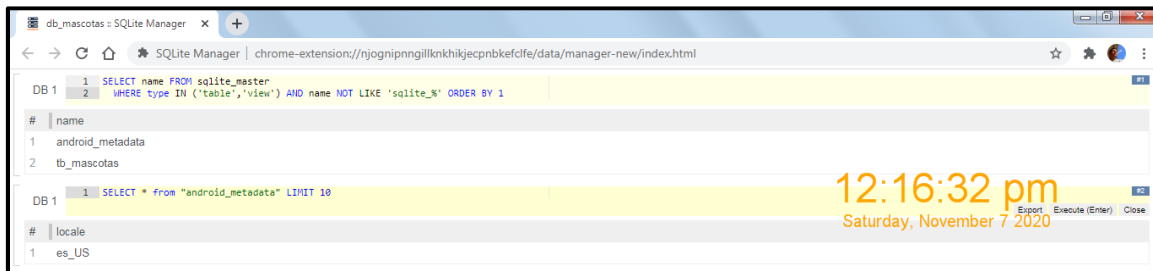 db_mascotas :: SQLite Manager
SQLite Manager | chrome-extension://njognipnngillknkhikjecpnbkefclfe/data/manager-new/index.html
DB 1 1 SELECT name FROM sqlite_master #1
2 WHERE type IN ('table','view') AND name NOT LIKE 'sqlite_%' ORDER BY 1
# name
1 android_metadata
2 tb_mascotas
DB 1 1 SELECT * from "android_metadata" LIMIT 10 #2
12:16:32 pm
Export Execute (Enter) Close
Saturday, November 7 2020
# locale
1 es_US